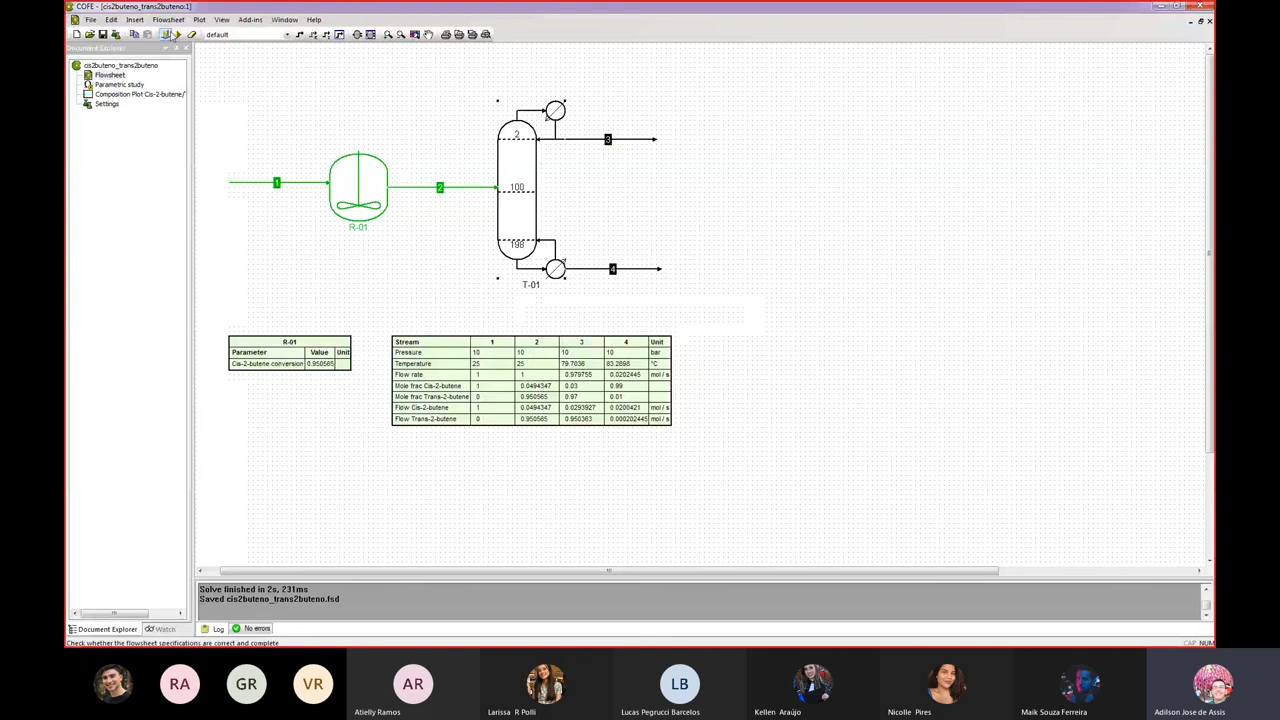 COFE - [cis2buteno_trans2buteno:1]
File Edit Insert Flowsheet Plot View Add-ins Window Help
default
Document Explorer
cis2buteno_trans2buteno
Flowsheet
Parametric study
Composition Plot Cis-2-butene/
Settings
2
3
1
2
100
R-01
198
4
T-01
R-01
Parameter Value Unit
Cis-2-butene conversion 0.950565
Stream 1 2 3 4 Unit
Pressure 10 10 10 10 bar
Temperature 25 25 79.7036 83.2898 °C
Flow rate 1 1 0.979755 0.0202445 mol / s
Mole frac Cis-2-butene 1 0.0494347 0.03 0.99
Mole frac Trans-2-butene 0 0.950565 0.97 0.01
Flow Cis-2-butene 1 0.0494347 0.0293927 0.0200421 mol / s
Flow Trans-2-butene 0 0.950565 0.950363 0.000202445 mol / s
Solve finished in 2s, 231ms
Saved cis2buteno_trans2buteno.fsd
Document Explorer Watch
Log No errors
Check whether the flowsheet specifications are correct and complete
CAP NUM
RA GR VR AR LB
Atielly Ramos Larissa R Polli Lucas Pegrucci Barcelos Kellen Araújo Nicolle Pires Maik Souza Ferreira Adilson Jose de Assis